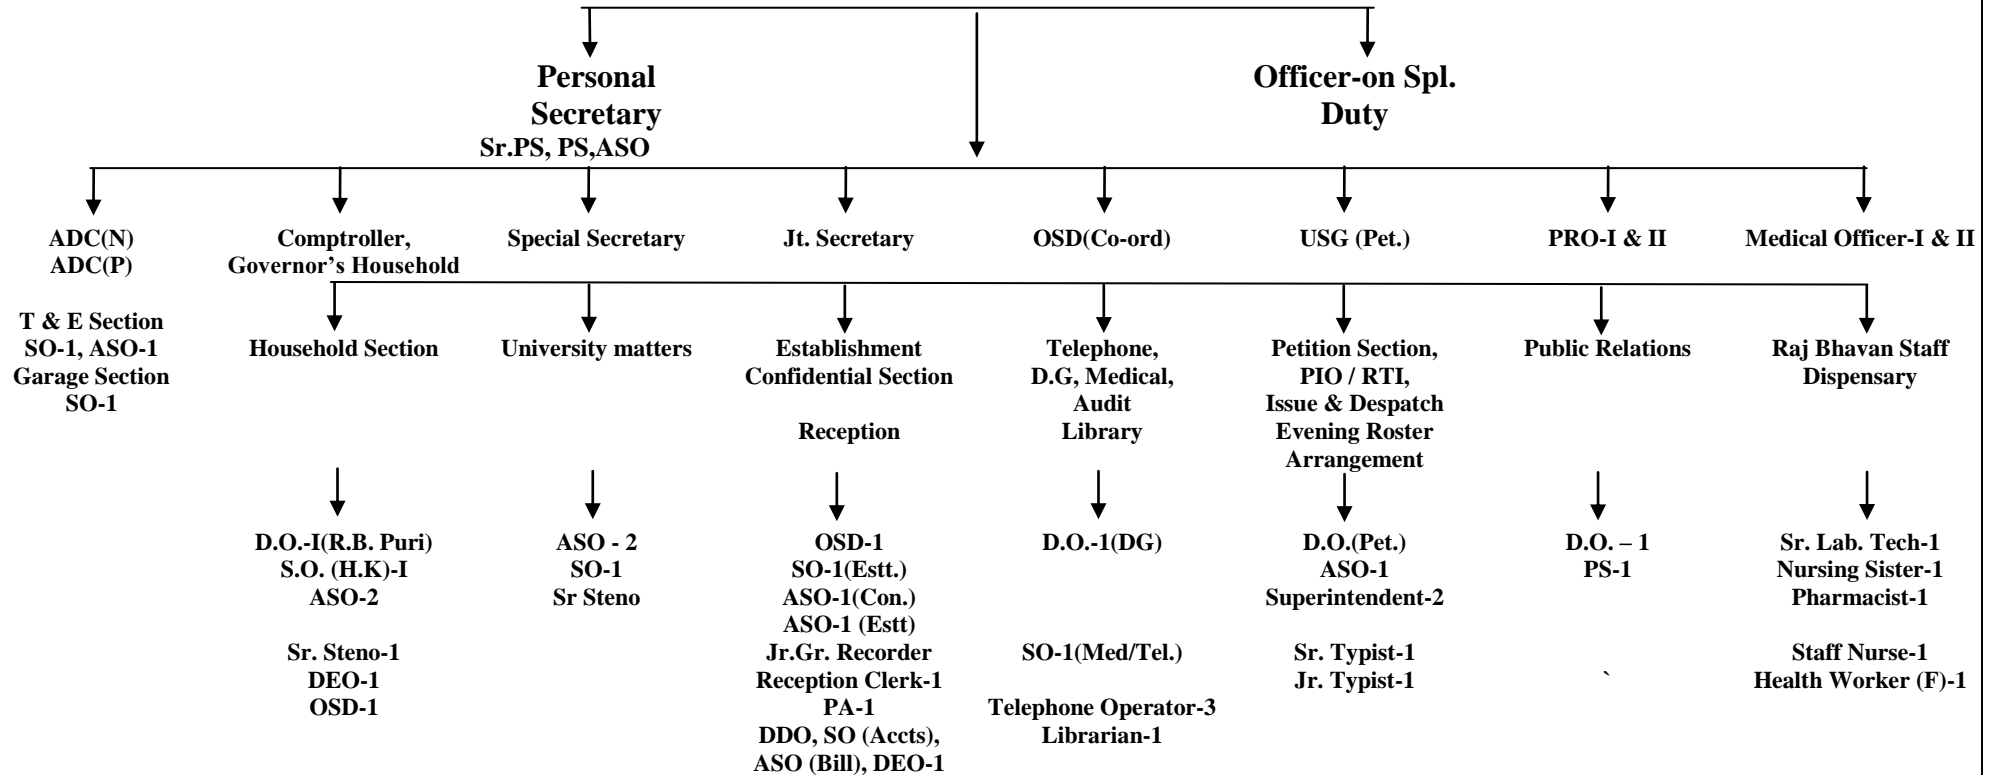 Personal
Secretary
Sr.PS, PS,ASO
Officer-on Spl.
Duty
ADC(N)
ADC(P)
T & E Section
SO-1, ASO-1
Garage Section
SO-1
Comptroller,
Governor’s Household
Special Secretary
Jt. Secretary
OSD(Co-ord)
USG (Pet.)
PRO-I & II
Medical Officer-I & II
Household Section
University matters
Establishment
Confidential Section
Reception
Telephone,
D.G, Medical,
Audit
Library
Petition Section,
PIO / RTI,
Issue & Despatch
Evening Roster
Arrangement
Public Relations
Raj Bhavan Staff
Dispensary
D.O.-I(R.B. Puri)
S.O. (H.K)-I
ASO-2
Sr. Steno-1
DEO-1
OSD-1
ASO - 2
SO-1
Sr Steno
OSD-1
SO-1(Estt.)
ASO-1(Con.)
ASO-1 (Estt)
Jr.Gr. Recorder
Reception Clerk-1
PA-1
DDO, SO (Accts),
ASO (Bill), DEO-1
D.O.-1(DG)
SO-1(Med/Tel.)
Telephone Operator-3
Librarian-1
D.O.(Pet.)
ASO-1
Superintendent-2
Sr. Typist-1
Jr. Typist-1
D.O. – 1
PS-1
`
Sr. Lab. Tech-1
Nursing Sister-1
Pharmacist-1
Staff Nurse-1
Health Worker (F)-1